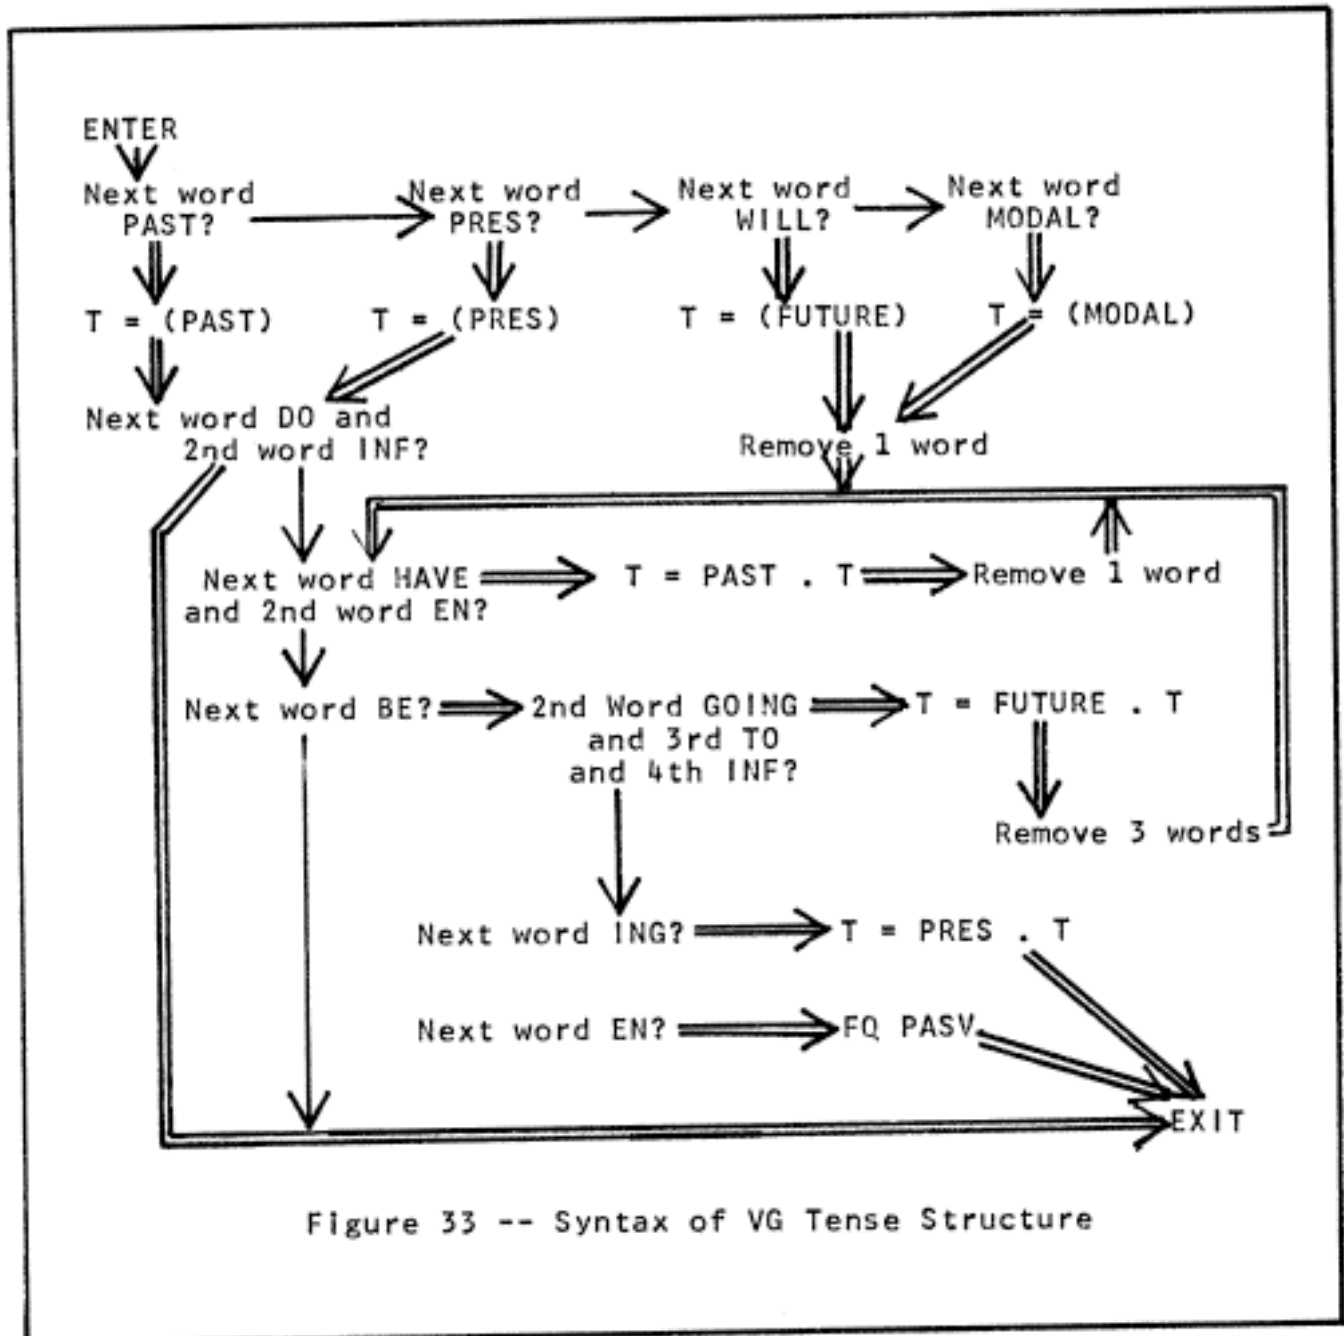 ENTER
Next word PAST?
Next word PRES?
Next word WILL?
Next word MODAL?
T = (PAST)
T = (PRES)
T = (FUTURE)
T = (MODAL)
Next word DO and
2nd word INF?
Remove 1 word
Next word HAVE
and 2nd word EN?
T = PAST . T
Remove 1 word
Next word BE?
2nd Word GOING
and 3rd TO
and 4th INF?
T = FUTURE . T
Remove 3 words
Next word ING?
T = PRES . T
Next word EN?
FQ PASV
EXIT
Figure 33 -- Syntax of VG Tense Structure